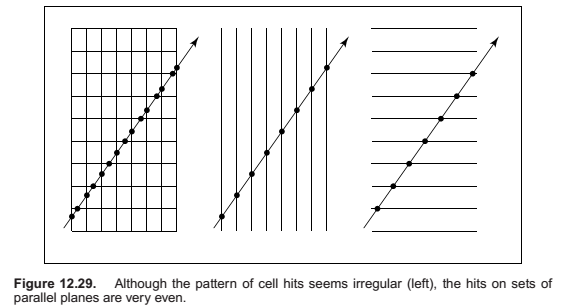 Figure 12.29. Although the pattern of cell hits seems irregular (left), the hits on sets of
parallel planes are very even.